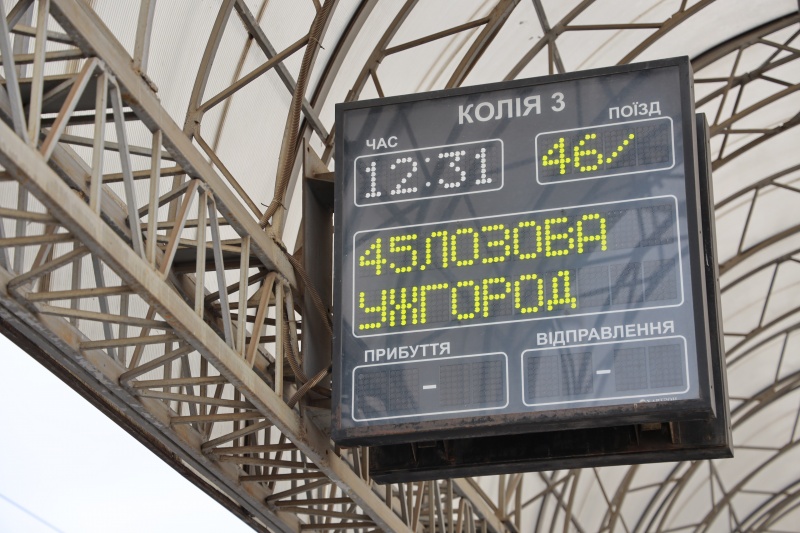 КОЛІЯ 3
ЧАС
ПОЇЗД
12:31
46/
45ЛОЗОВА
УЖГОРОД
ПРИБУТТЯ
ВІДПРАВЛЕННЯ
-
-